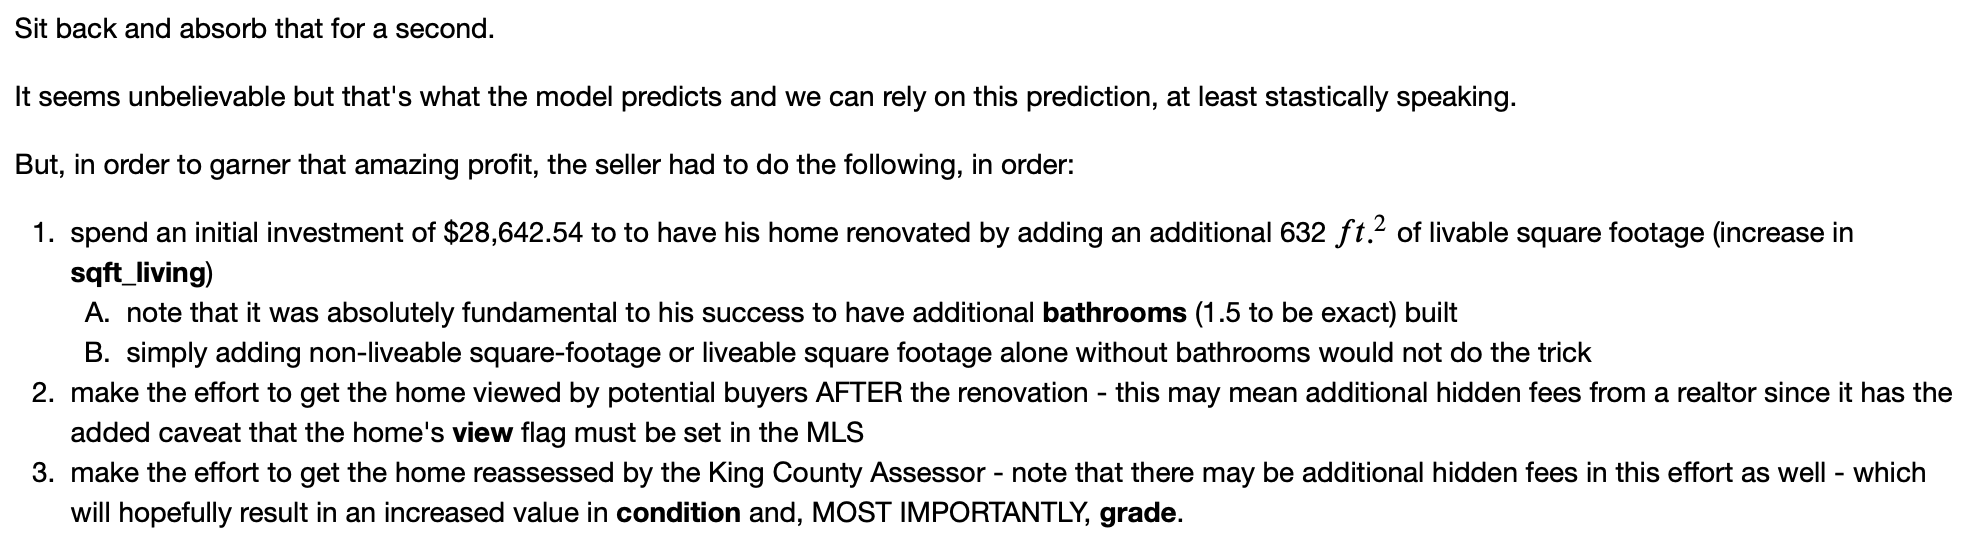 Sit back and absorb that for a second.
It seems unbelievable but that's what the model predicts and we can rely on this prediction, at least stastically speaking.
But, in order to garner that amazing profit, the seller had to do the following, in order:
1. spend an initial investment of $28,642.54 to to have his home renovated by adding an additional 632 ft.² of livable square footage (increase in
sqft_living)
A. note that it was absolutely fundamental to his success to have additional bathrooms (1.5 to be exact) built
B. simply adding non-liveable square-footage or liveable square footage alone without bathrooms would not do the trick
2. make the effort to get the home viewed by potential buyers AFTER the renovation - this may mean additional hidden fees from a realtor since it has the
added caveat that the home's view flag must be set in the MLS
3. make the effort to get the home reassessed by the King County Assessor - note that there may be additional hidden fees in this effort as well - which
will hopefully result in an increased value in condition and, MOST IMPORTANTLY, grade.